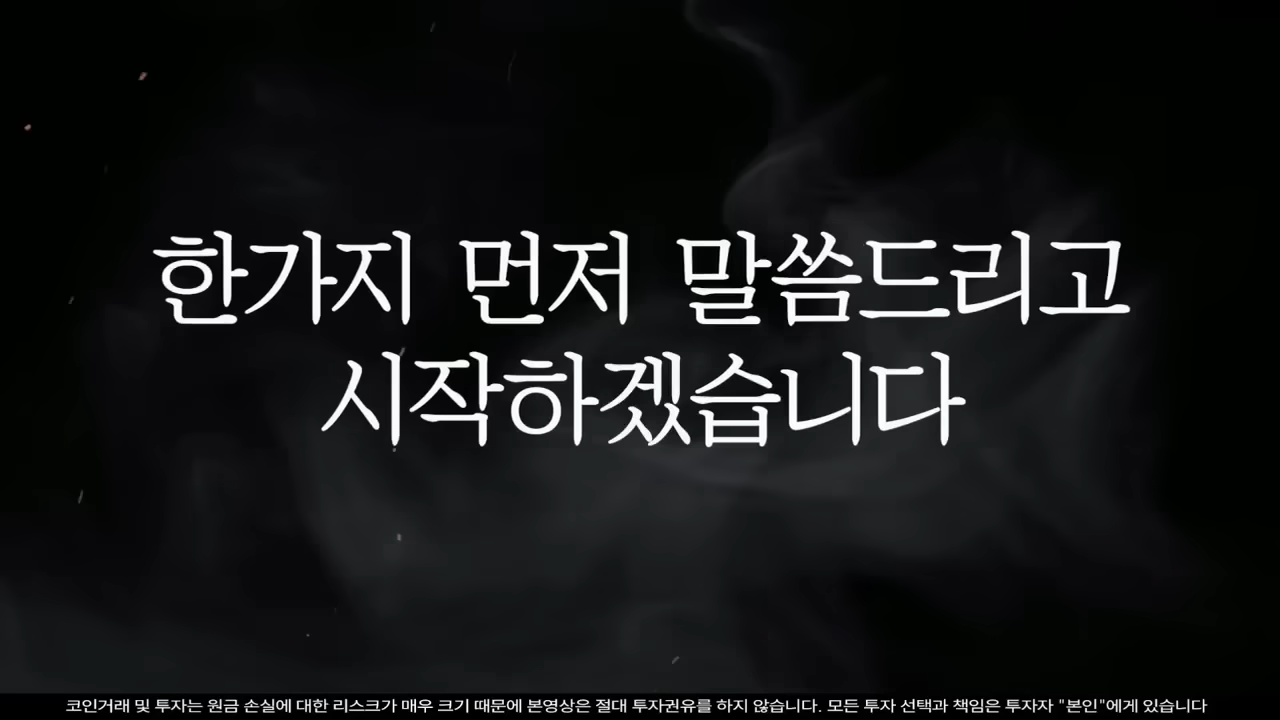 한가지 먼저 말씀드리고
시작하겠습니다
코인거래 및 투자는 원금 손실에 대한 리스크가 매우 크기 때문에 본영상은 절대 투자권유를 하지 않습니다. 모든 투자 선택과 책임은 투자자 "본인"에게 있습니다